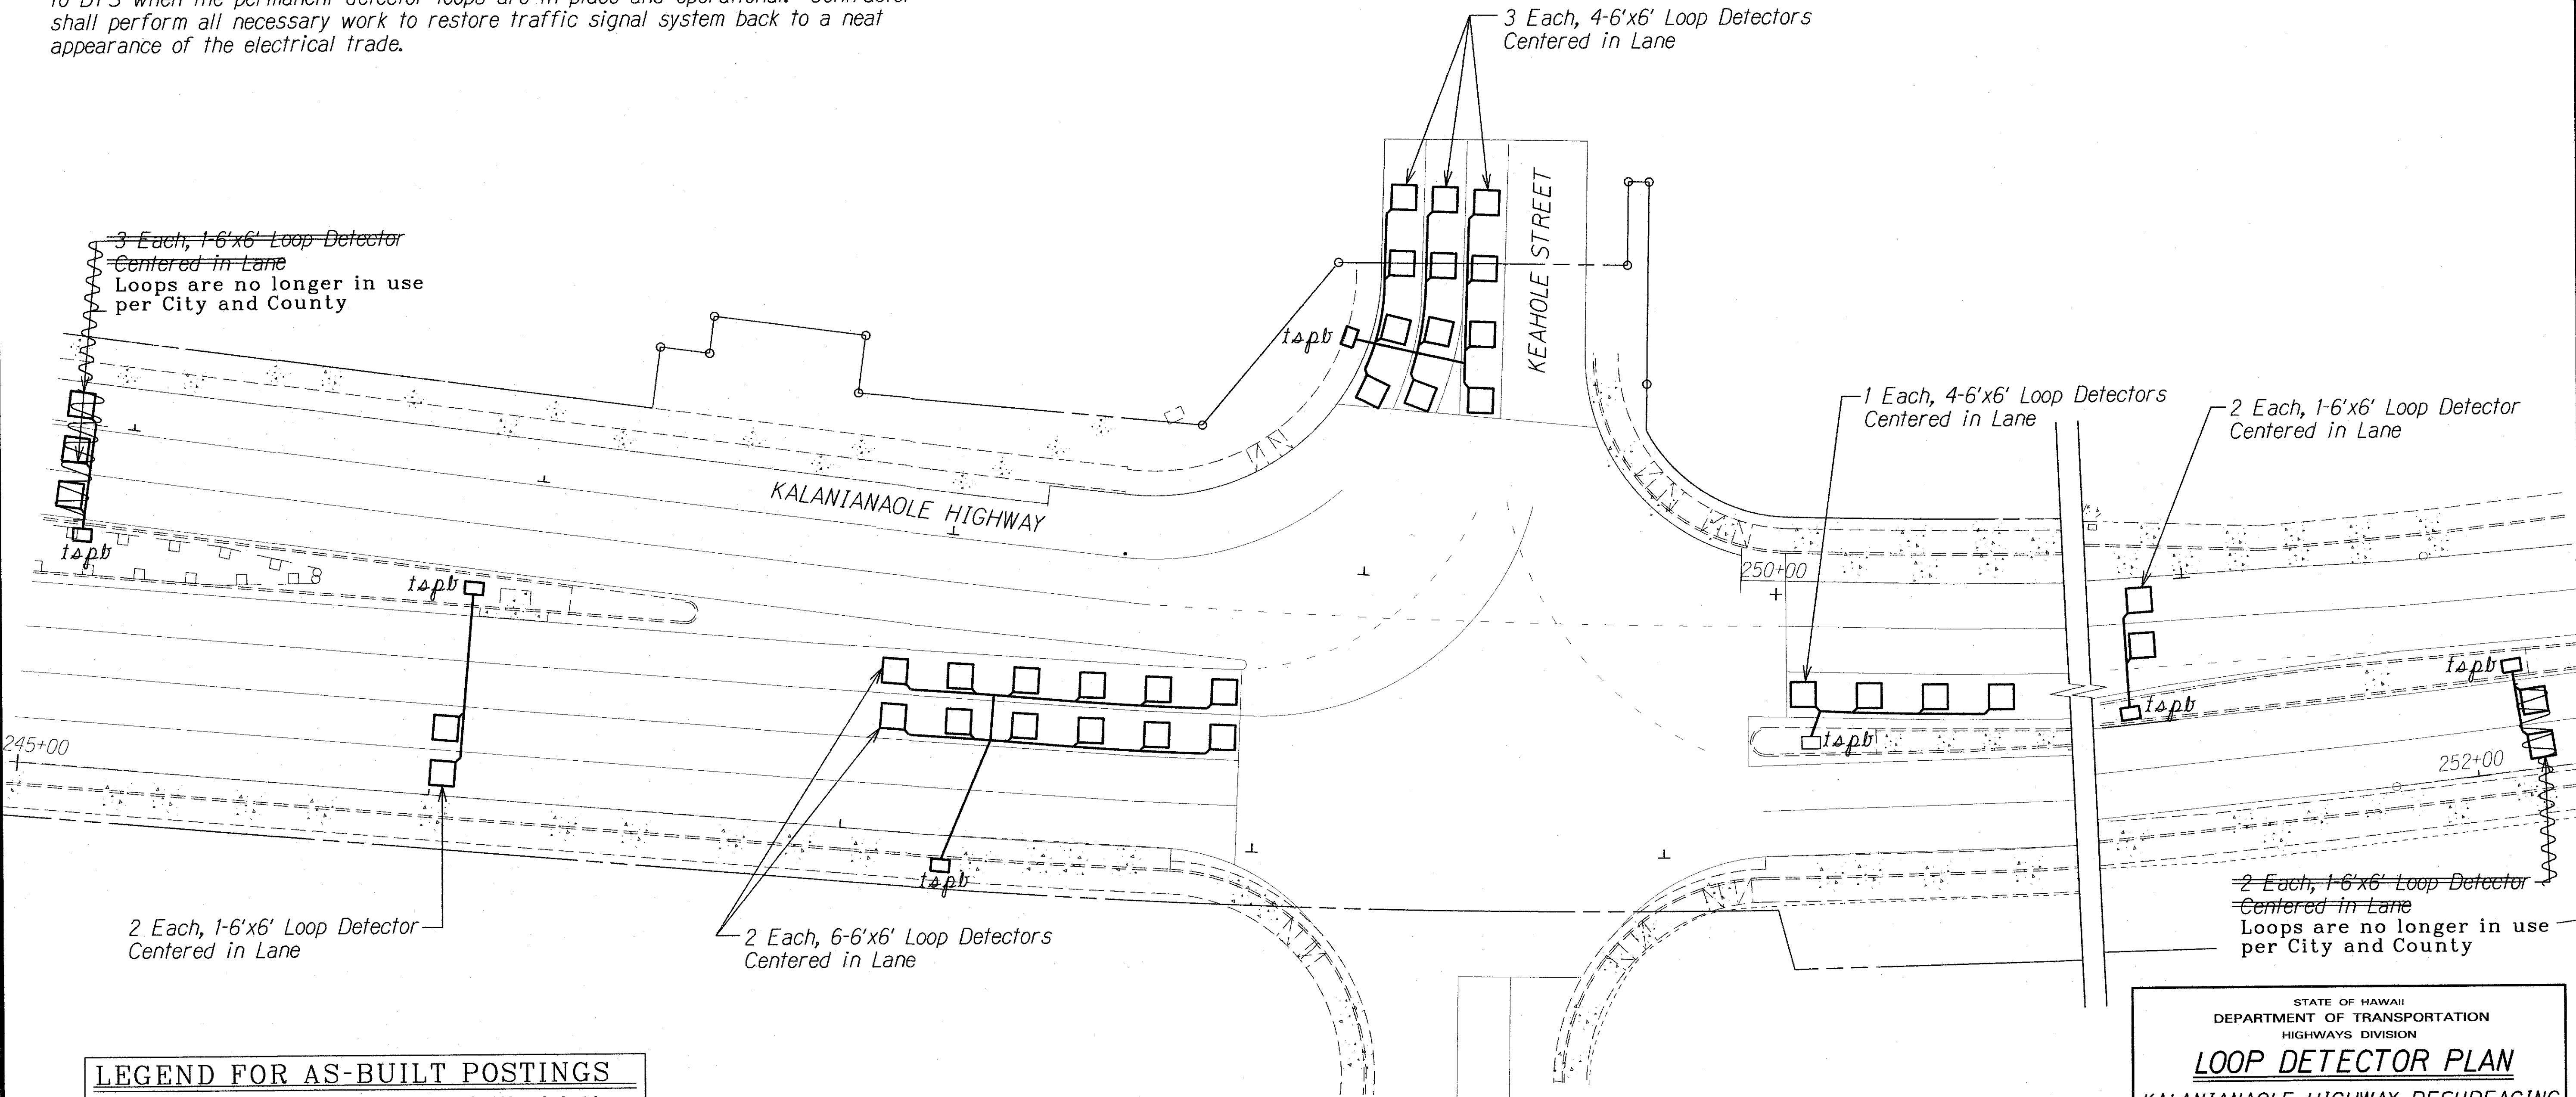 shall perform all necessary work to restore traffic signal system back to a neat
appearance of the electrical trade.
3 Each, 4-6'x6' Loop Detectors
Centered in Lane
3 Each, 1-6'x6' Loop Detector
Centered in Lane
Loops are no longer in use
per City and County
KEAHOLE STREET
tspb
1 Each, 4-6'x6' Loop Detectors
Centered in Lane
2 Each, 1-6'x6' Loop Detector
Centered in Lane
KALANIANAOLE HIGHWAY
tspb
tspb
250+00
tspb
tspb
tspb
245+00
252+00
tspb
2 Each, 1-6'x6' Loop Detector
Centered in Lane
2 Each, 6-6'x6' Loop Detectors
Centered in Lane
2 Each, 1-6'x6' Loop Detector
Centered in Lane
Loops are no longer in use
per City and County
LEGEND FOR AS-BUILT POSTINGS
STATE OF HAWAII
DEPARTMENT OF TRANSPORTATION
HIGHWAYS DIVISION
LOOP DETECTOR PLAN
KALANIANAOLE HIGHWAY RESURFACING